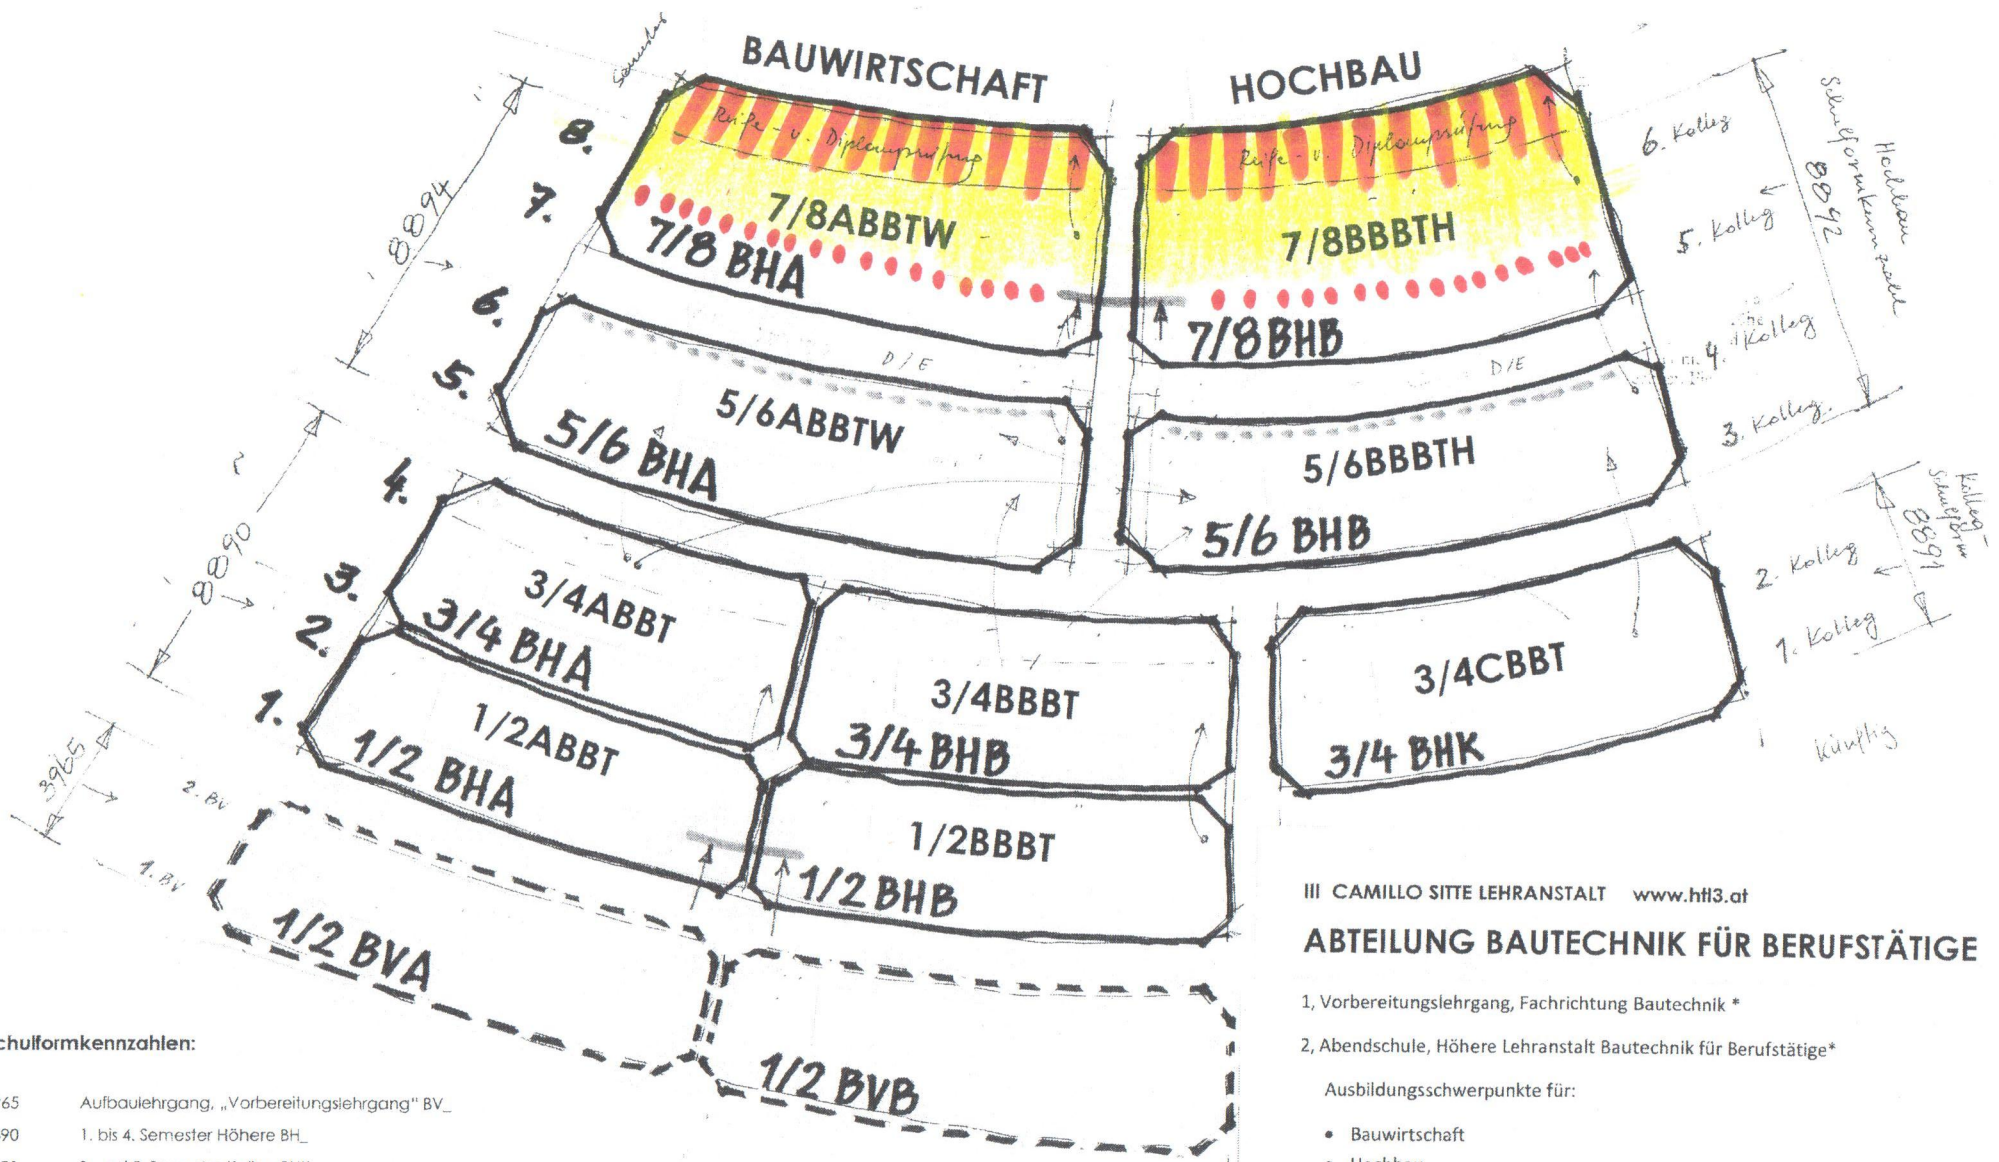 BAUWIRTSCHAFT
HOCHBAU
8.
Reife- u. Diplomprüfung
Reife- u. Diplomprüfung
6. Kolleg
Hochbau
Schulformkennzahl
8892
7.
7/8ABBTW
7/8 BHA
7/8BBBTH
7/8 BHB
5. Kolleg
8894
6.
D/E
D/E
4. Kolleg
5.
5/6ABBTW
5/6 BHA
5/6BBBTH
5/6 BHB
3. Kolleg
4.
8890
3.
3/4ABBT
3/4 BHA
3/4BBBT
3/4 BHB
3/4CBBT
3/4 BHK
2. Kolleg
1. Kolleg
Kolleg-
8891
Künftig
2.
1.
1/2ABBT
1/2 BHA
1/2BBBT
1/2 BHB
3965
2. BV
1. BV
1/2 BVA
1/2 BVB
III CAMILLO SITTE LEHRANSTALT www.htl3.at
ABTEILUNG BAUTECHNIK FÜR BERUFSTÄTIGE
1, Vorbereitungslehrgang, Fachrichtung Bautechnik *
2, Abendschule, Höhere Lehranstalt Bautechnik für Berufstätige*
Ausbildungsschwerpunkte für:
• Bauwirtschaft
chulformkennzahlen:
65 Aufbaulehrgang, „Vorbereitungslehrgang" BV_
90 1. bis 4. Semester Höhere BH_